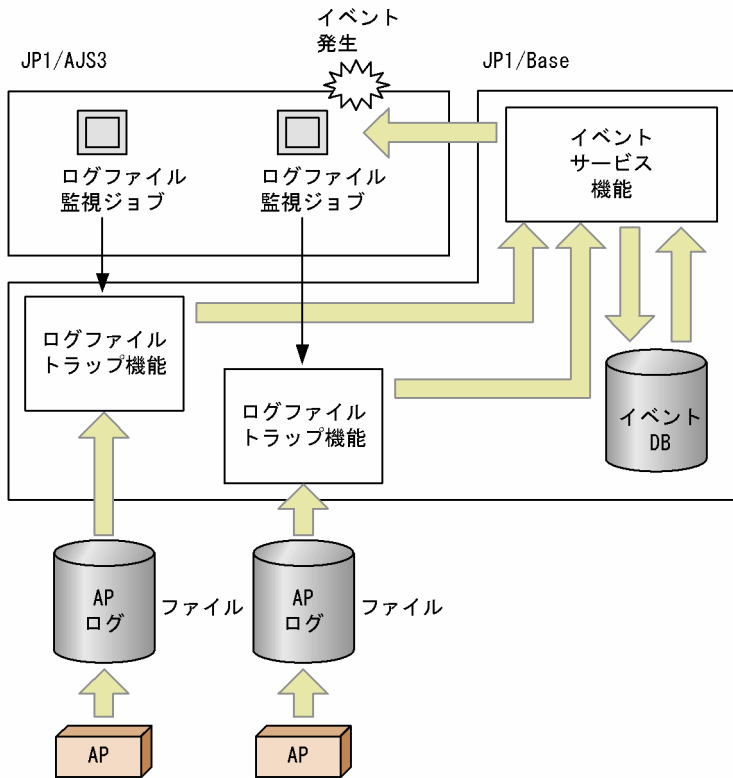 イベント
発生
JP1/AJS3
JP1/Base
ログファイル
監視ジョブ
ログファイル
監視ジョブ
イベント
サービス
機能
ログファイル
トラップ機能
ログファイル
トラップ機能
イベント
DB
AP
ログ
ファイル
AP
ログ
ファイル
AP
AP